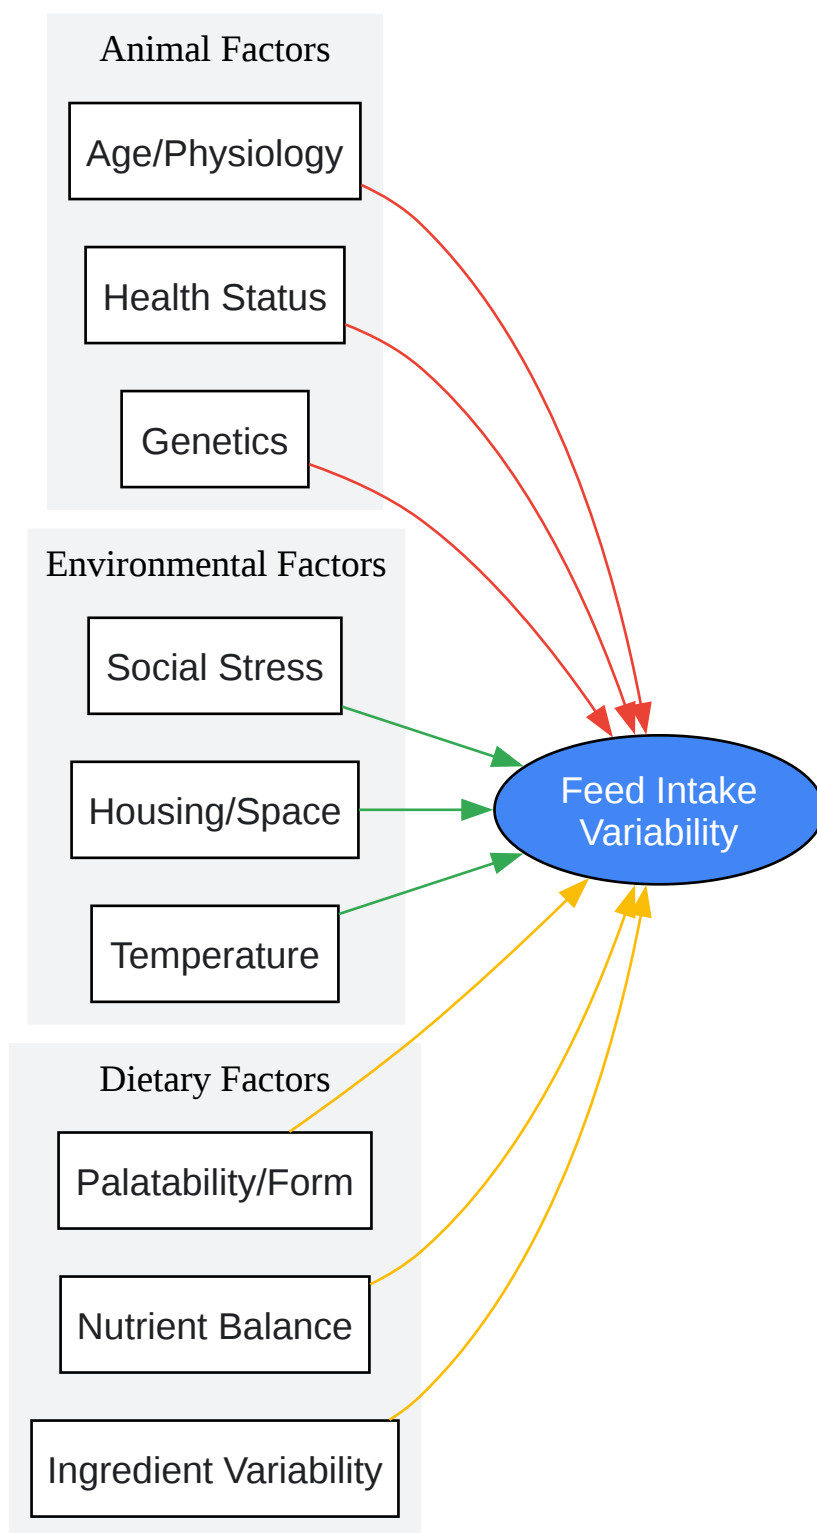 Animal Factors
Age/Physiology
Health Status
Genetics
Environmental Factors
Social Stress
Housing/Space
Temperature
Feed Intake
Variability
Dietary Factors
Palatability/Form
Nutrient Balance
Ingredient Variability